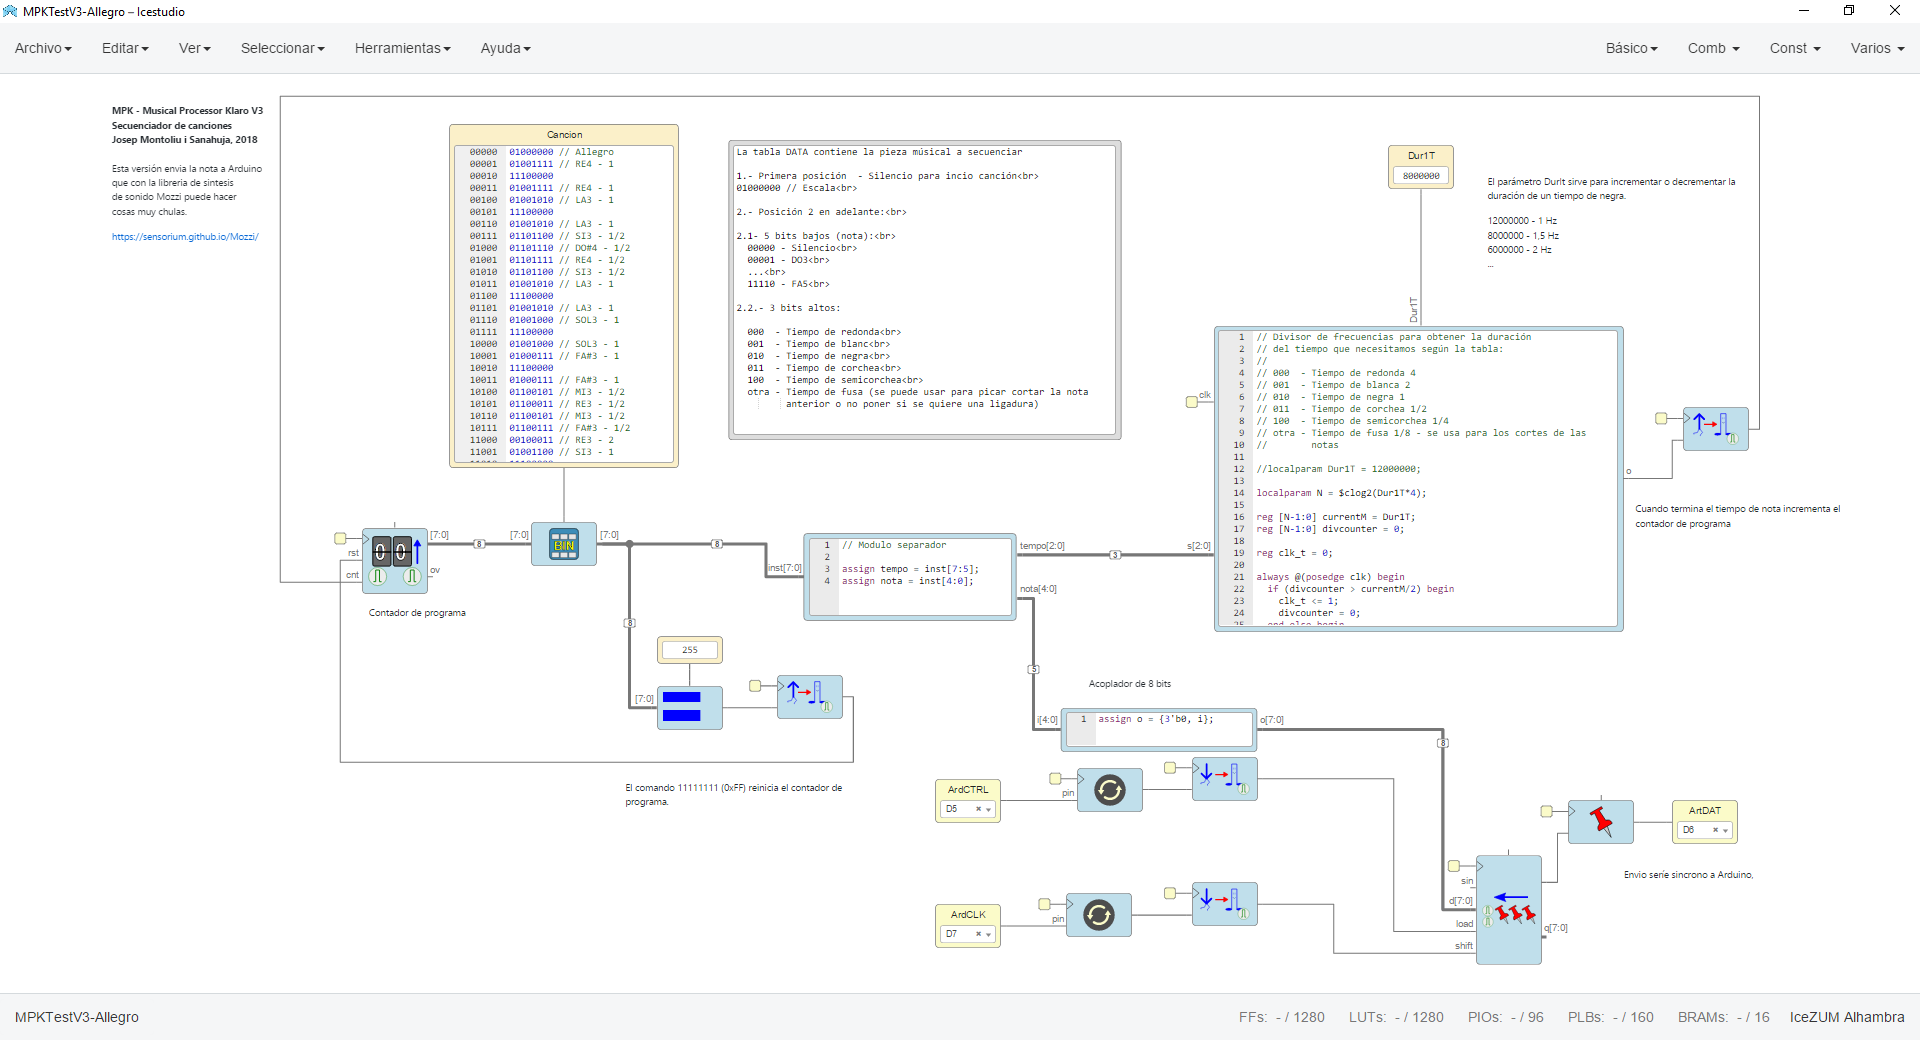 MPKTestV3-Allegro – Icestudio
Archivo Editar Ver Seleccionar Herramientas Ayuda Básico Comb Const Varios
MPK - Musical Processor Klaro V3
Secuenciador de canciones
Josep Montoliu i Sanahuja, 2018
Esta versión envia la nota a Arduino
que con la libreria de sintesis
de sonido Mozzi puede hacer
cosas muy chulas.
https://sensorium.github.io/Mozzi/
Cancion
00000 01000000 // Allegro
00001 01001111 // RE4 - 1
00010 11100000
00011 01001111 // RE4 - 1
00100 01001010 // LA3 - 1
00101 11100000
00110 01001010 // LA3 - 1
00111 01101100 // SI3 - 1/2
01000 01101110 // DO#4 - 1/2
01001 01101111 // RE4 - 1/2
01010 01101100 // SI3 - 1/2
01011 01001010 // LA3 - 1
01100 11100000
01101 01001010 // LA3 - 1
01110 01001000 // SOL3 - 1
01111 11100000
10000 01001000 // SOL3 - 1
10001 01000111 // FA#3 - 1
10010 11100000
10011 01000111 // FA#3 - 1
10100 01100101 // MI3 - 1/2
10101 01100011 // RE3 - 1/2
10110 01100101 // MI3 - 1/2
10111 01100111 // FA#3 - 1/2
11000 00100011 // RE3 - 2
11001 01001100 // SI3 - 1
La tabla DATA contiene la pieza músical a secuenciar
1.- Primera posición - Silencio para incio canción<br>
01000000 // Escala<br>
2.- Posición 2 en adelante:<br>
2.1- 5 bits bajos (nota):<br>
00000 - Silencio<br>
00001 - DO3<br>
...<br>
11110 - FA5<br>
2.2.- 3 bits altos:
000 - Tiempo de redonda<br>
001 - Tiempo de blanc<br>
010 - Tiempo de negra<br>
011 - Tiempo de corchea<br>
100 - Tiempo de semicorchea<br>
otra - Tiempo de fusa (se puede usar para picar cortar la nota
anterior o no poner si se quiere una ligadura)
Dur1T
8000000
El parámetro DurIt sirve para incrementar o decrementar la
duración de un tiempo de negra.
12000000 - 1 Hz
8000000 - 1,5 Hz
6000000 - 2 Hz
...
Dur1T
clk
1 // Divisor de frecuencias para obtener la duración
2 // del tiempo que necesitamos según la tabla:
3 //
4 // 000 - Tiempo de redonda 4
5 // 001 - Tiempo de blanca 2
6 // 010 - Tiempo de negra 1
7 // 011 - Tiempo de corchea 1/2
8 // 100 - Tiempo de semicorchea 1/4
9 // otra - Tiempo de fusa 1/8 - se usa para los cortes de las
10 // notas
11
12 //localparam Dur1T = 12000000;
13
14 localparam N = $clog2(Dur1T*4);
15
16 reg [N-1:0] currentM = Dur1T;
17 reg [N-1:0] divcounter = 0;
18
19 reg clk_t = 0;
20
21 always @(posedge clk) begin
22 if (divcounter > currentM/2) begin
23 clk_t <= 1;
24 divcounter = 0;
25 end else begin
s[2:0]
o
Cuando termina el tiempo de nota incrementa el
contador de programa
rst
cnt
00
[7:0]
ov
8
[7:0]
BIN
[7:0]
8
Contador de programa
inst[7:0]
1 // Modulo separador
2
3 assign tempo = inst[7:5];
4 assign nota = inst[4:0];
tempo[2:0]
3
nota[4:0]
8
255
[7:0]
5
El comando 11111111 (0xFF) reinicia el contador de
programa.
Acoplador de 8 bits
i[4:0]
1 assign o = {3'b0, i};
o[7:0]
8
ArdCTRL
D5
pin
ArdCLK
D7
pin
sin
d[7:0]
load
shift
q[7:0]
ArtDAT
D6
Envio serie sincrono a Arduino,
MPKTestV3-Allegro FFs: - / 1280 LUTs: - / 1280 PIOs: - / 96 PLBs: - / 160 BRAMs: - / 16 IceZUM Alhambra